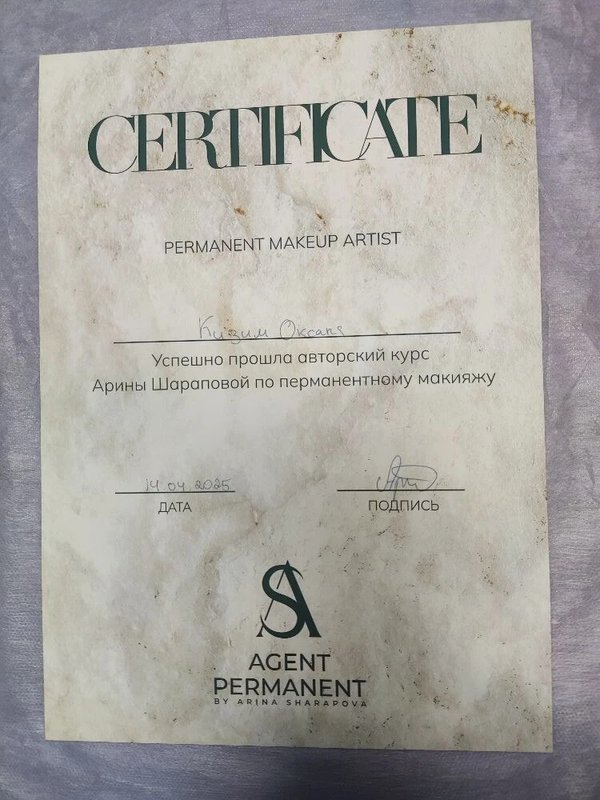 CERTIFICATE
PERMANENT MAKEUP ARTIST
Кизим Оксана
Успешно прошла авторский курс
Арины Шараповой по перманентному макияжу
14.04.2025
ДАТА
ПОДПИСЬ
SA
AGENT
PERMANENT
BY ARINA SHARAPOVA